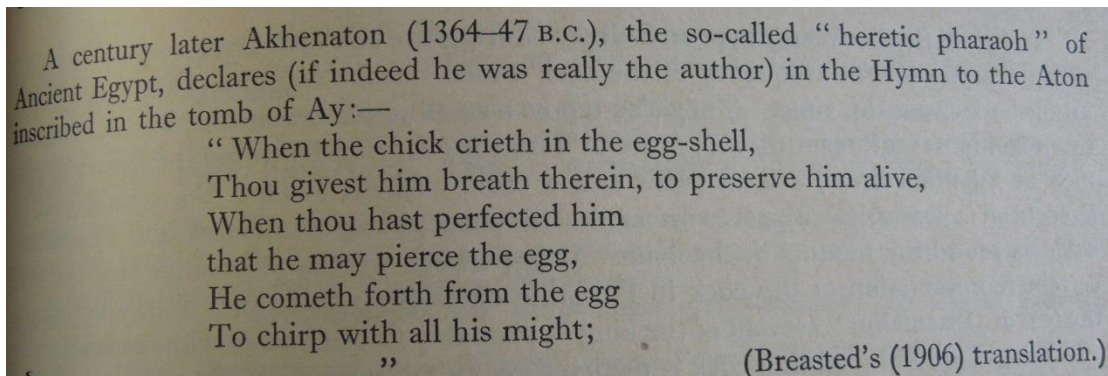 A century later Akhenaton (1364–47 B.C.), the so-called “ heretic pharaoh ” of
Ancient Egypt, declares (if indeed he was really the author) in the Hymn to the Aton
inscribed in the tomb of Ay:—
“ When the chick crieth in the egg-shell,
Thou givest him breath therein, to preserve him alive,
When thou hast perfected him
that he may pierce the egg,
He cometh forth from the egg
To chirp with all his might;
”
(Breasted's (1906) translation.)